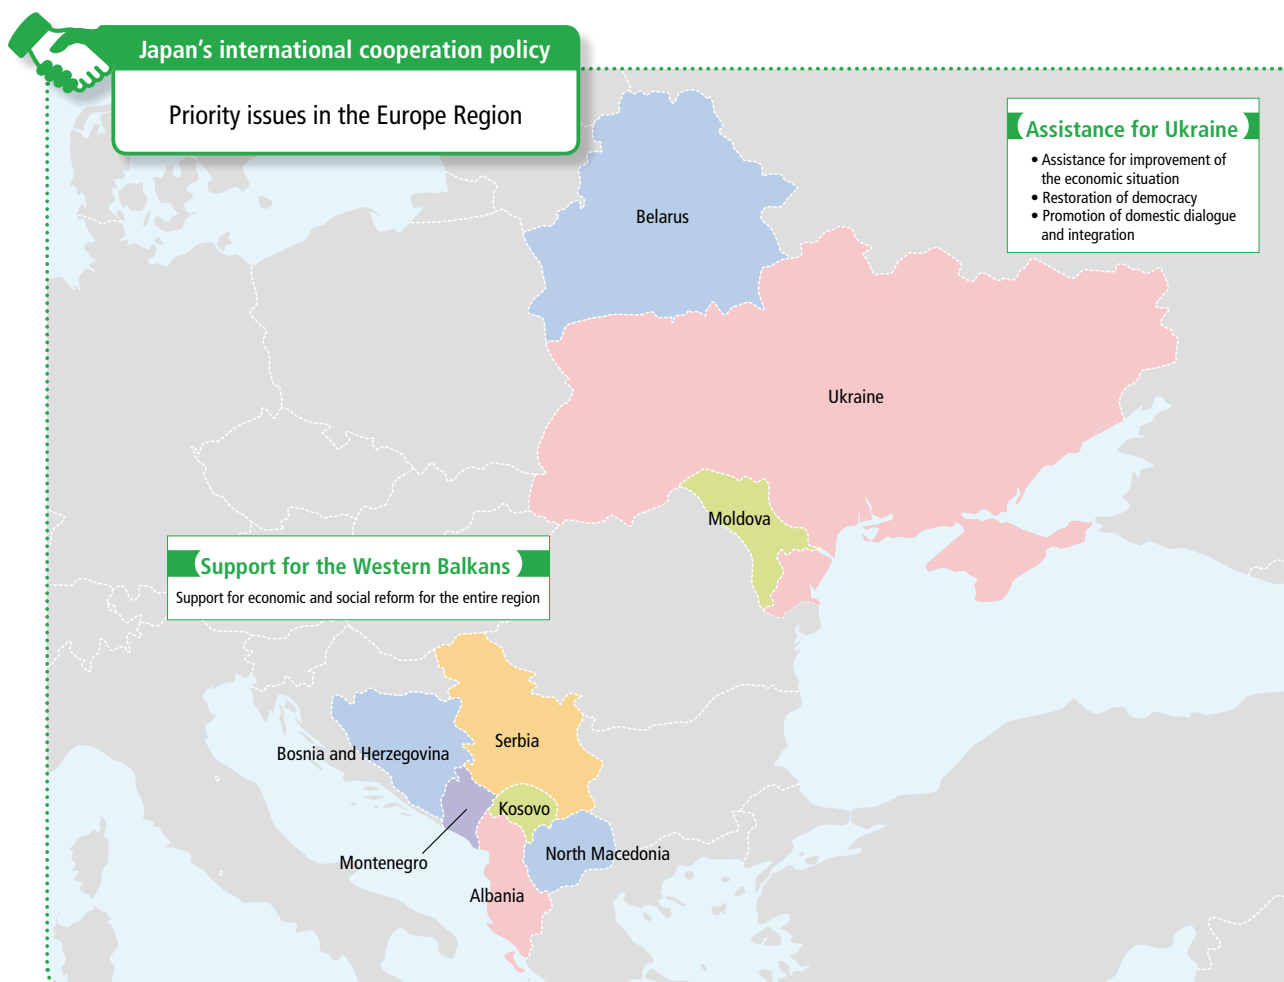 Japan's international cooperation policy
Priority issues in the Europe Region
Assistance for Ukraine
• Assistance for improvement of
the economic situation
• Restoration of democracy
• Promotion of domestic dialogue
and integration
Belarus
Ukraine
Moldova
Support for the Western Balkans
Support for economic and social reform for the entire region
Serbia
Bosnia and Herzegovina
Kosovo
Montenegro
North Macedonia
Albania